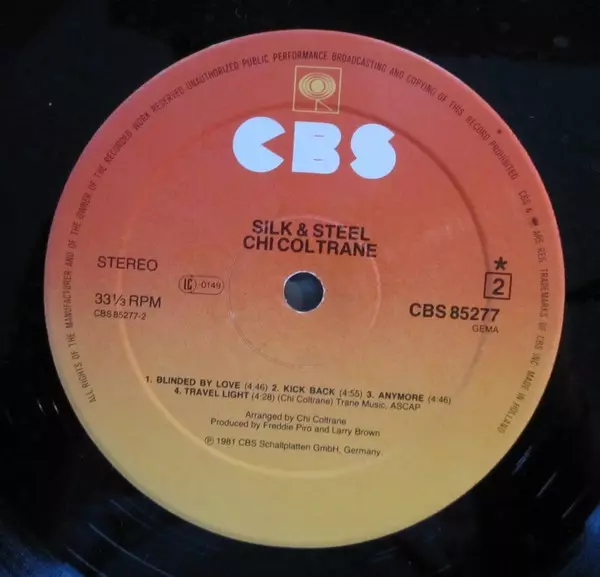 ALL RIGHTS OF THE MANUFACTURER AND OF THE OWNER OF THE RECORDED WORK RESERVED UNAUTHORIZED PUBLIC PERFORMANCE BROADCASTING AND COPYING OF THIS RECORD PROHIBITED CBS & ARE REG. TRADEMARKS OF CBS INC. MADE IN HOLLAND
CBS
SiLK & STEEL
CHI COLTRANE
STEREO
LC 0149
*
2
33⅓ RPM
CBS 85277
CBS 85277-2
GEMA
1. BLINDED BY LOVE (4:46) 2. KICK BACK (4:55) 3. ANYMORE (4:46)
4. TRAVEL LIGHT (4:28) (Chi Coltrane) Trane Music, ASCAP
Arranged by Chi Coltrane
Produced by Freddie Piro and Larry Brown
℗ 1981 CBS Schallplatten GmbH, Germany